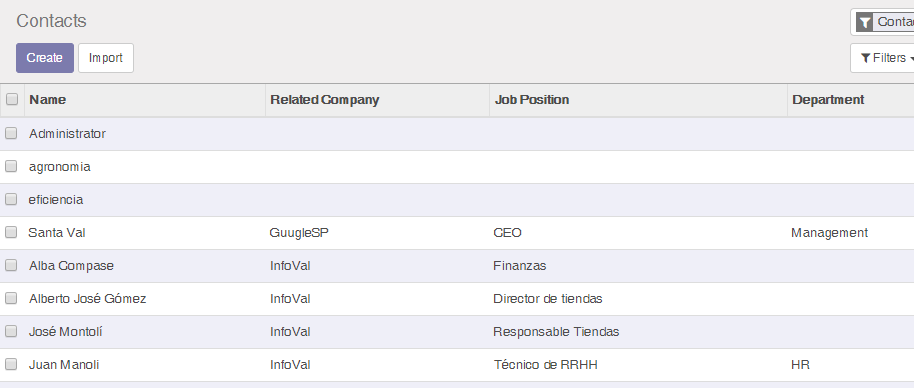 Contacts
Contac
Create Import Filters
Name Related Company Job Position Department
Administrator
agronomia
eficiencia
Santa Val GuugleSP CEO Management
Alba Compase InfoVal Finanzas
Alberto José Gómez InfoVal Director de tiendas
José Montolí InfoVal Responsable Tiendas
Juan Manoli InfoVal Técnico de RRHH HR